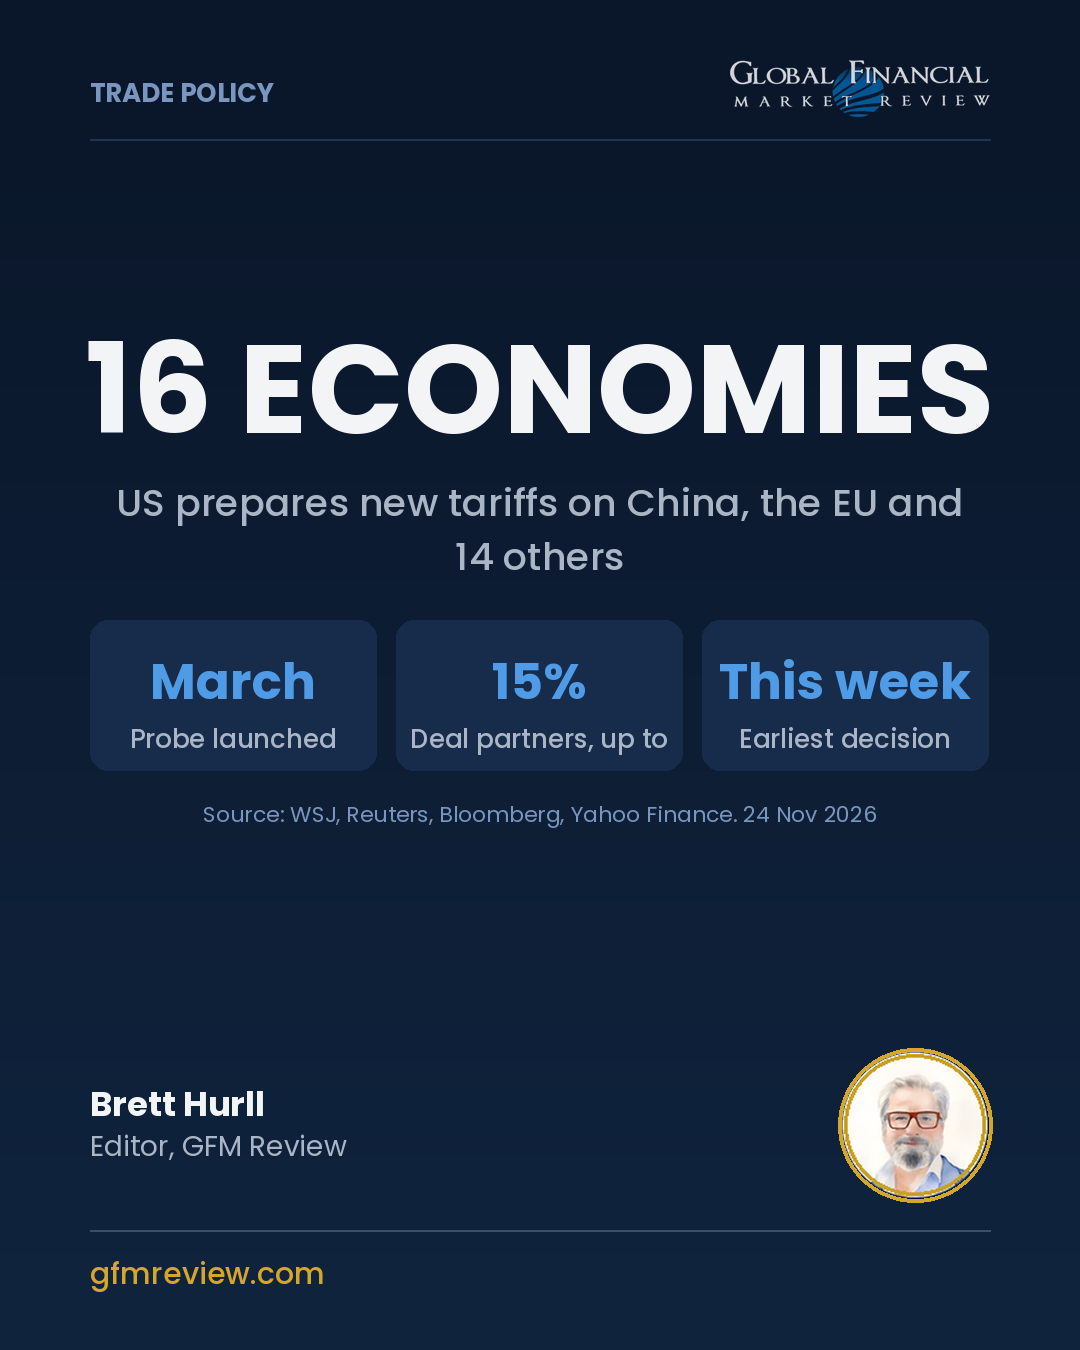 TRADE POLICY
GLOBAL FINANCIAL
MARKET REVIEW
16 ECONOMIES
US prepares new tariffs on China, the EU and
14 others
March
Probe launched
15%
Deal partners, up to
This week
Earliest decision
Source: WSJ, Reuters, Bloomberg, Yahoo Finance. 24 Nov 2026
Brett Hurll
Editor, GFM Review
gfmreview.com